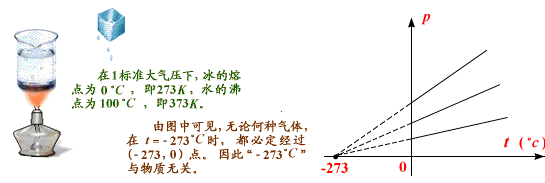 在1标准大气压下,冰的熔
点为0℃,即273K,水的沸
点为100℃,即373K。
由图中可见,无论何种气体,
在 t=-273℃时,都必定经过
(-273,0)点。因此“-273℃”
与物质无关。
p
t (℃)
-273
0